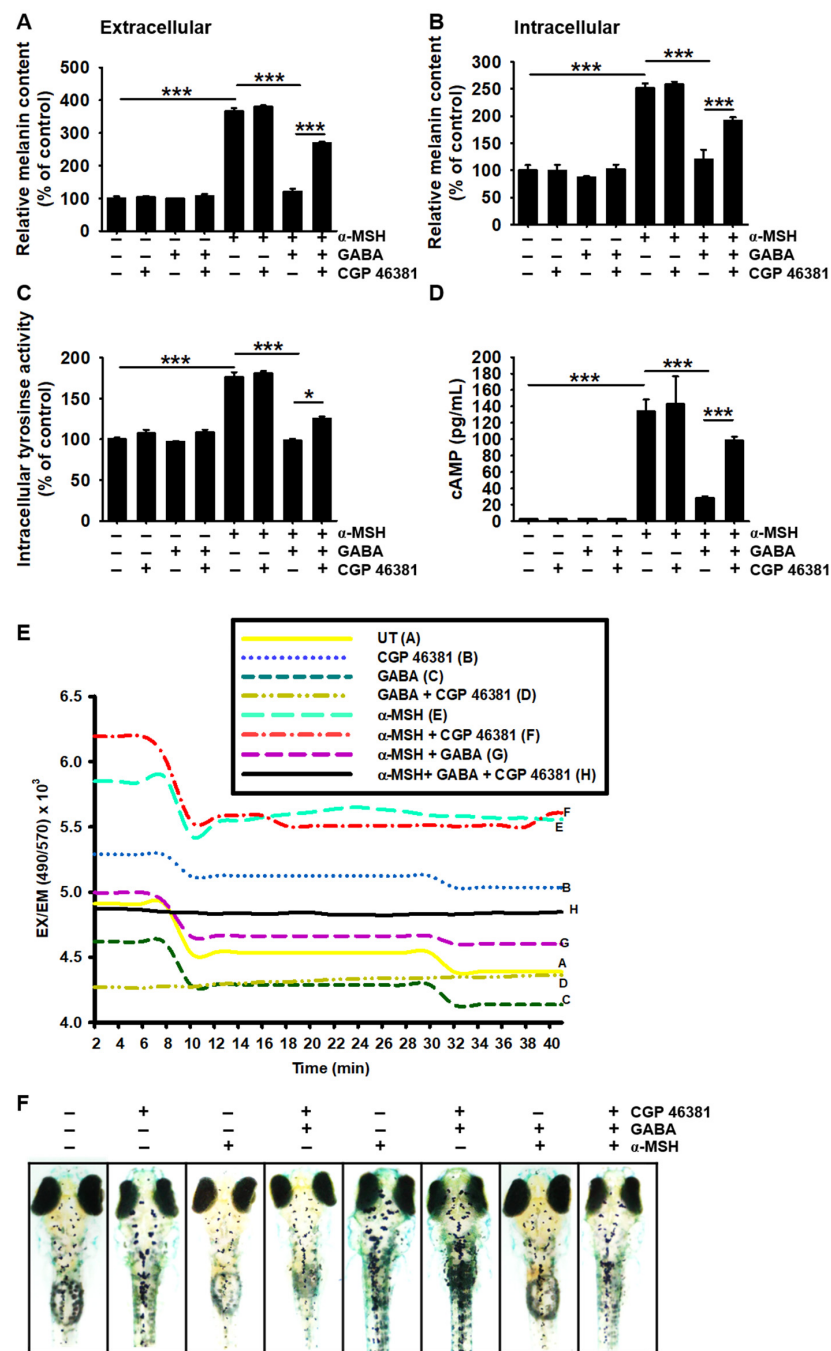 A Extracellular
Relative melanin content
(% of control)
500
400
300
200
100
0
***
***
***
– – – – + + + + α-MSH
– – + + – – + + GABA
– + – + – + – + CGP 46381
B Intracellular
Relative melanin content
(% of control)
300
250
200
150
100
50
0
***
***
***
– – – – + + + + α-MSH
– – + + – – + + GABA
– + – + – + – + CGP 46381
C
Intracellular tyrosinse activity
(% of control)
200
150
100
50
0
***
***
*
– – – – + + + + α-MSH
– – + + – – + + GABA
– + – + – + – + CGP 46381
D
cAMP (pg/mL)
200
180
160
140
120
100
80
60
40
20
0
***
***
***
– – – – + + + + α-MSH
– – + + – – + + GABA
– + – + – + – + CGP 46381
E
UT (A)
CGP 46381 (B)
GABA (C)
GABA + CGP 46381 (D)
α-MSH (E)
α-MSH + CGP 46381 (F)
α-MSH + GABA (G)
α-MSH+ GABA + CGP 46381 (H)
EX/EM (490/570) x 10³
6.5
6.0
5.5
5.0
4.5
4.0
F
E
B
H
G
A
D
C
2 4 6 8 10 12 14 16 18 20 22 24 26 28 30 32 34 36 38 40
Time (min)
F
– + – + – + – + CGP 46381
– – – + – + + + GABA
– – + – + – + + α-MSH